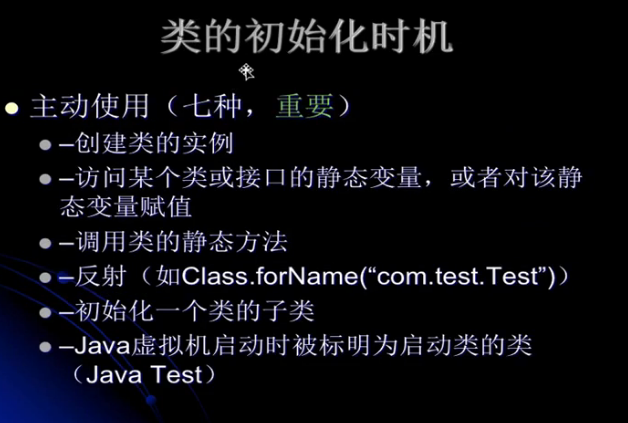 类的初始化时机
主动使用（七种，重要）
–创建类的实例
–访问某个类或接口的静态变量，或者对该静
态变量赋值
–调用类的静态方法
–反射（如Class.forName(“com.test.Test”)）
–初始化一个类的子类
–Java虚拟机启动时被标明为启动类的类
（Java Test）